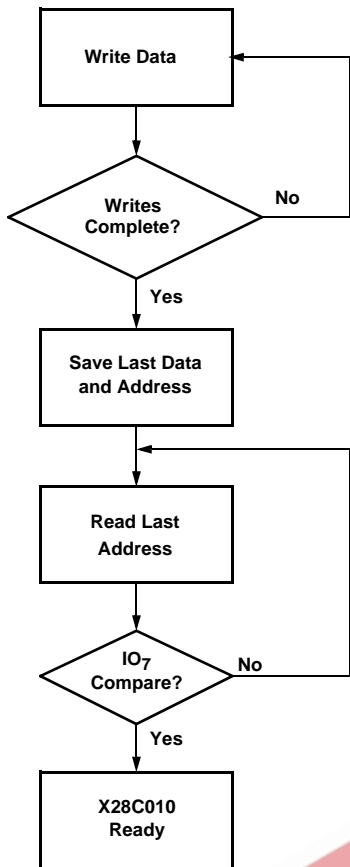 Write Data
Writes
Complete?
No
Yes
Save Last Data
and Address
Read Last
Address
IO7
Compare?
No
Yes
X28C010
Ready